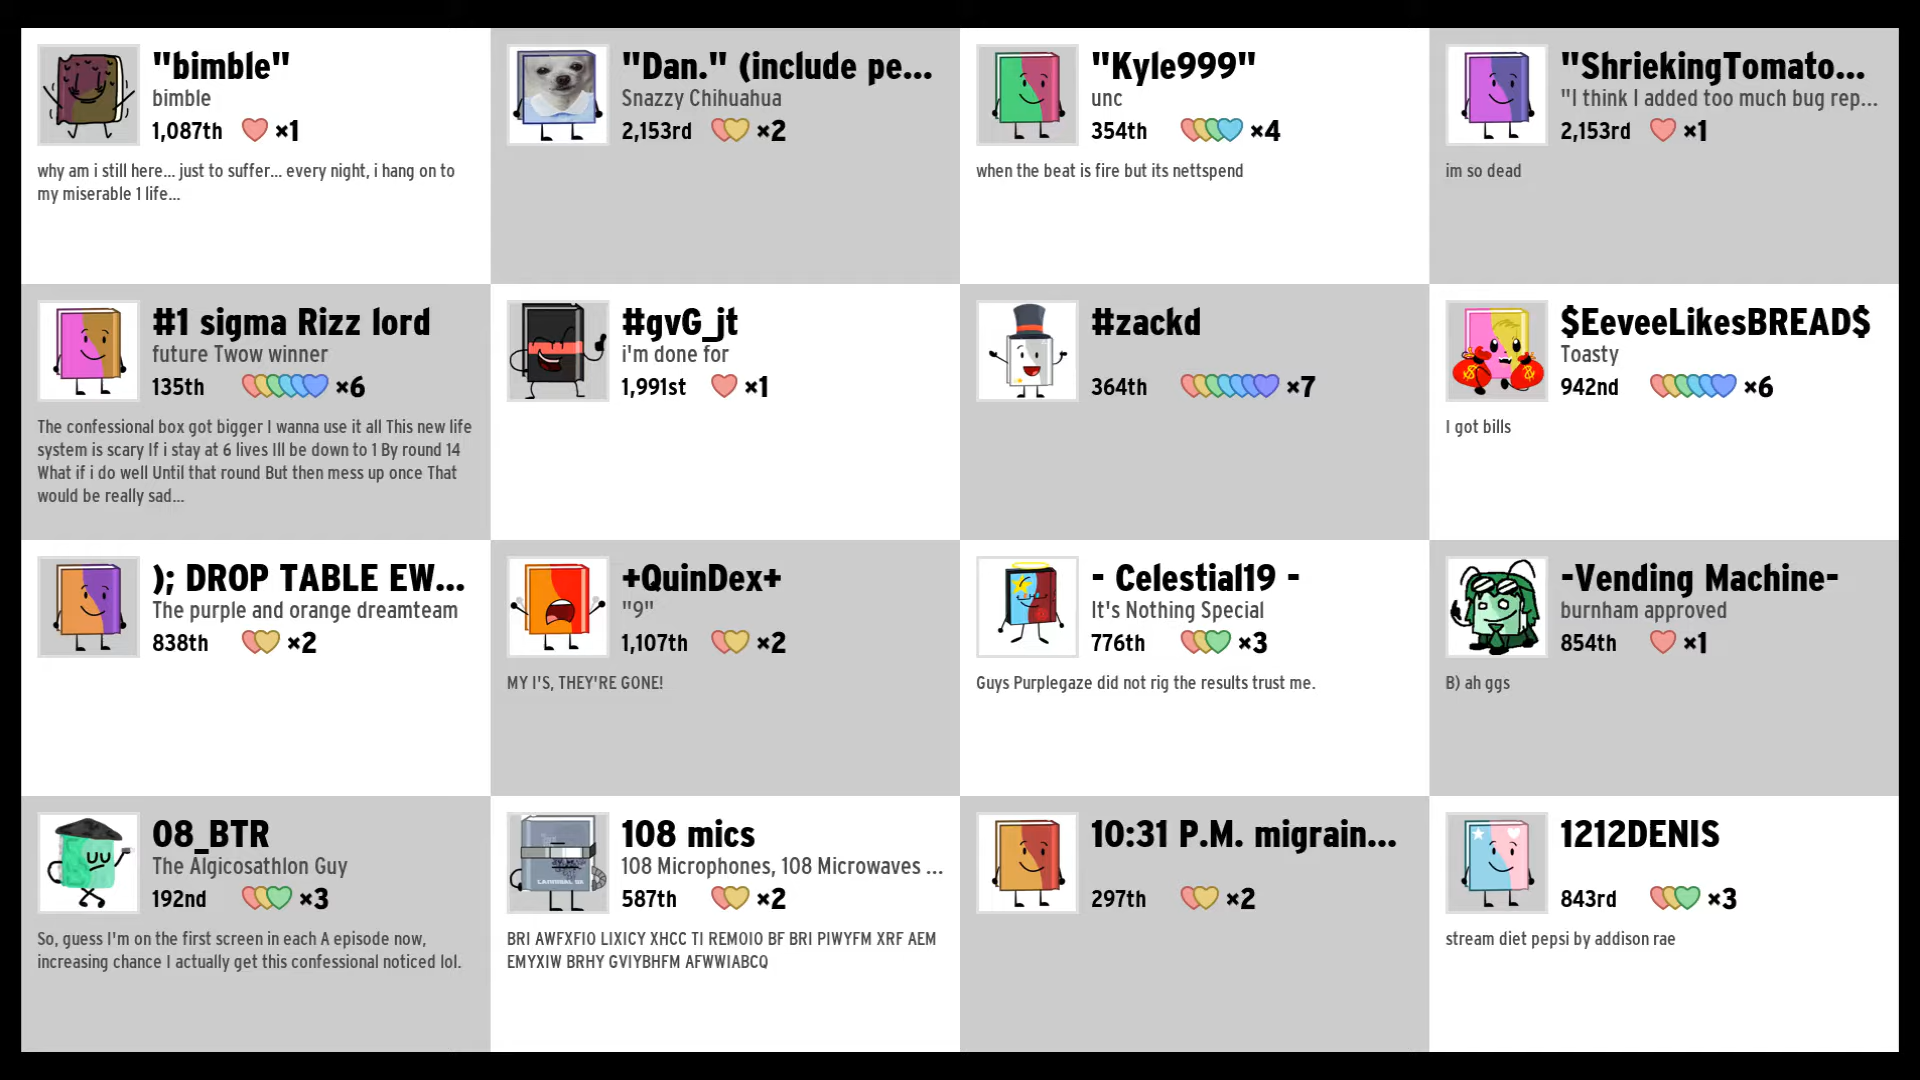 "bimble"
bimble
1,087th ×1
why am i still here... just to suffer... every night, i hang on to
my miserable 1 life...
"Dan." (include pe...
Snazzy Chihuahua
2,153rd ×2
"Kyle999"
unc
354th ×4
when the beat is fire but its nettspend
"ShriekingTomato...
"I think I added too much bug rep...
2,153rd ×1
im so dead
#1 sigma Rizz lord
future Twow winner
135th ×6
The confessional box got bigger I wanna use it all This new life
system is scary If i stay at 6 lives Ill be down to 1 By round 14
What if i do well Until that round But then mess up once That
would be really sad...
#gvG_jt
i'm done for
1,991st ×1
#zackd
364th ×7
$EeveeLikesBREAD$
Toasty
942nd ×6
I got bills
); DROP TABLE EW...
The purple and orange dreamteam
838th ×2
+QuinDex+
"9"
1,107th ×2
MY I'S, THEY'RE GONE!
- Celestial19 -
It's Nothing Special
776th ×3
Guys Purplegaze did not rig the results trust me.
-Vending Machine-
burnham approved
854th ×1
B) ah ggs
08_BTR
The Algicosathlon Guy
192nd ×3
So, guess I'm on the first screen in each A episode now,
increasing chance I actually get this confessional noticed lol.
108 mics
108 Microphones, 108 Microwaves ...
587th ×2
BRI AWFXFIO LIXICY XHCC TI REMOIO BF BRI PIWYFM XRF AEM
EMYXIW BRHY GVIYBHFM AFWWIABCQ
10:31 P.M. migrain...
297th ×2
1212DENIS
843rd ×3
stream diet pepsi by addison rae